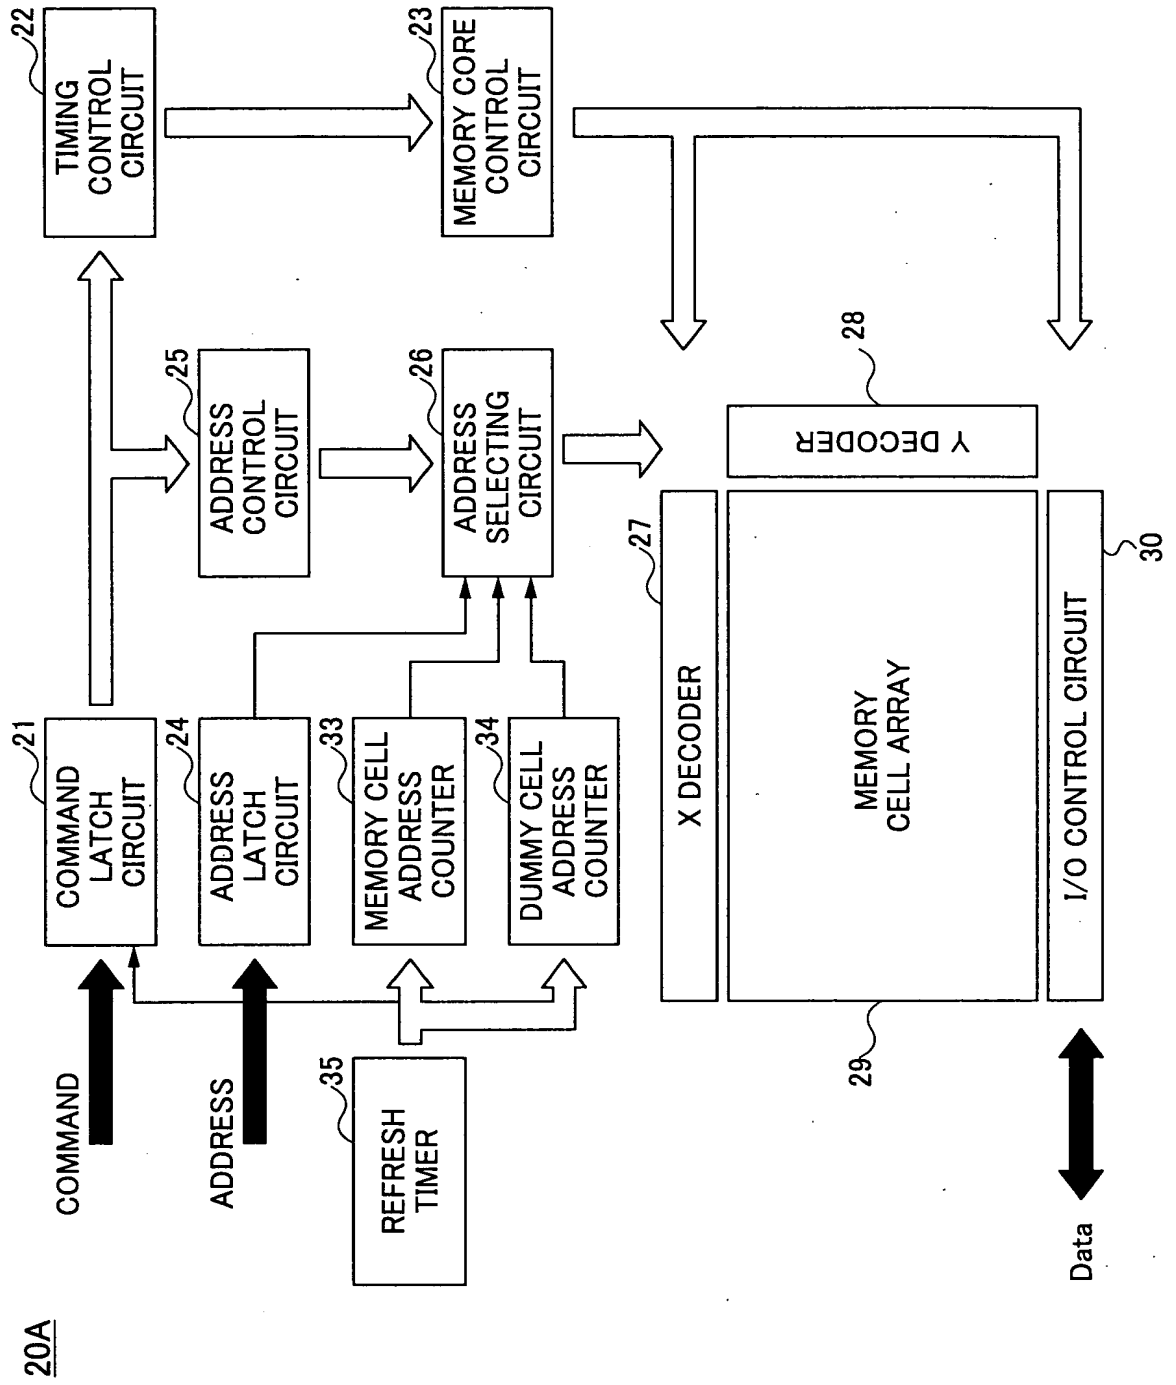 20A
COMMAND
ADDRESS
35
REFRESH
TIMER
21
COMMAND
LATCH
CIRCUIT
24
ADDRESS
LATCH
CIRCUIT
33
MEMORY CELL
ADDRESS
COUNTER
34
DUMMY CELL
ADDRESS
COUNTER
25
ADDRESS
CONTROL
CIRCUIT
26
ADDRESS
SELECTING
CIRCUIT
22
TIMING
CONTROL
CIRCUIT
23
MEMORY CORE
CONTROL
CIRCUIT
27
X DECODER
28
Y DECODER
29
MEMORY
CELL ARRAY
I/O CONTROL CIRCUIT
30
Data